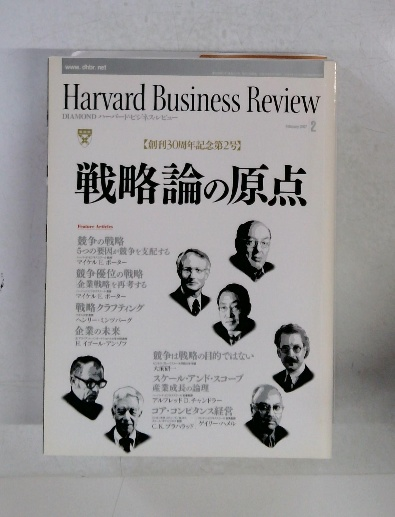 www.dhbr.net
Harvard Business Review
DIAMOND ハーバード・ビジネス・レビュー
February 2007 2
【創刊30周年記念第2号】
戦略論の原点
Feature Articles
競争の戦略
5つの要因が競争を支配する
マイケル E. ポーター
競争優位の戦略
企業戦略を再考する
マイケル E. ポーター
戦略クラフティング
ヘンリー・ミンツバーグ
企業の未来
H. イゴール・アンゾフ
競争は戦略の目的ではない
大前研一
スケール・アンド・スコープ
産業成長の論理
アルフレッド D. チャンドラー
コア・コンピタンス経営
C. K. プラハラッド ゲイリー・ハメル